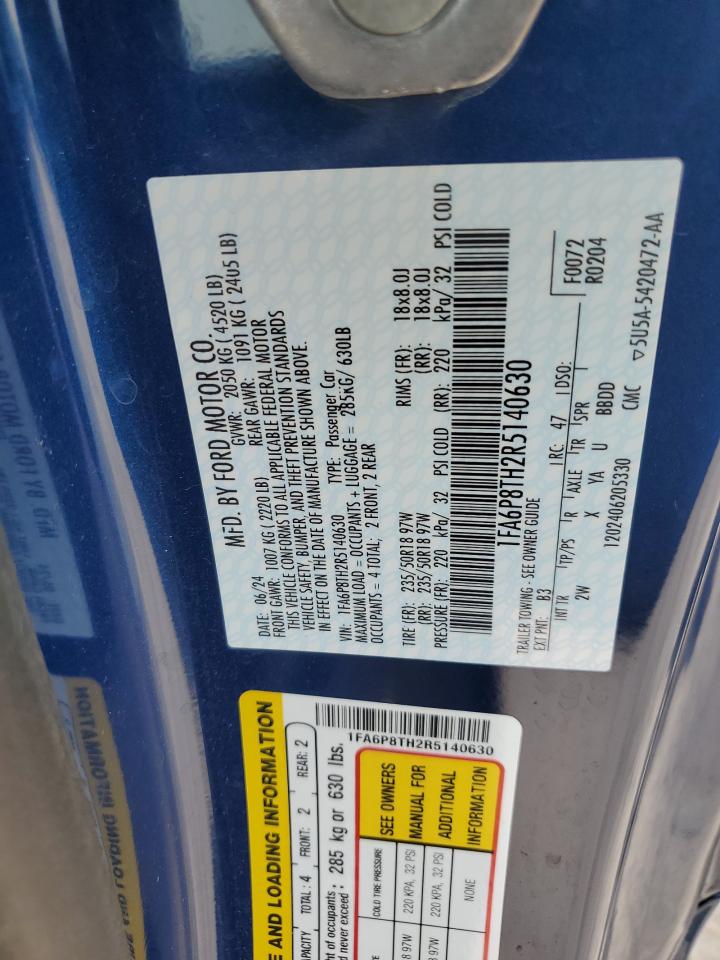 MFD. BY FORD MOTOR CO.
DATE: 06/24 GVWR: 2050 KG ( 4520 LB)
FRONT GAWR: 1007 KG ( 2220 LB) REAR GAWR: 1091 KG ( 2405 LB)
THIS VEHICLE CONFORMS TO ALL APPLICABLE FEDERAL MOTOR
VEHICLE SAFETY, BUMPER, AND THEFT PREVENTION STANDARDS
IN EFFECT ON THE DATE OF MANUFACTURE SHOWN ABOVE.
VIN: 1FA6P8TH2R5140630 TYPE: Passenger Car
MAXIMUM LOAD = OCCUPANTS + LUGGAGE = 285KG/ 630LB
OCCUPANTS = 4 TOTAL; 2 FRONT, 2 REAR
TIRE (FR): 235/50R18 97W RIMS (FR): 18x8.0J
(RR): 235/50R18 97W (RR): 18x8.0J
PRESSURE (FR): 220 kPa/ 32 PSI COLD (RR): 220 kPa/ 32 PSI COLD
1FA6P8TH2R5140630
TRAILER TOWING - SEE OWNER GUIDE
EXT PNT: B3 RC: 47 DSO:
F0072
R0204
INT TR TP/PS R AXLE TR SPR
2W X YA U BBDD
1202406205330 CMC ▽5U5A-5420472-AA
E AND LOADING INFORMATION
APACITY TOTAL: 4 FRONT: 2 REAR: 2
ht of occupants
d never exceed : 285 kg or 630 lbs.
1FA6P8TH2R5140630
COLD TIRE PRESSURE
SEE OWNERS
MANUAL FOR
ADDITIONAL
INFORMATION
8 97W 220 KPA, 32 PSI
8 97W 220 KPA, 32 PSI
NONE